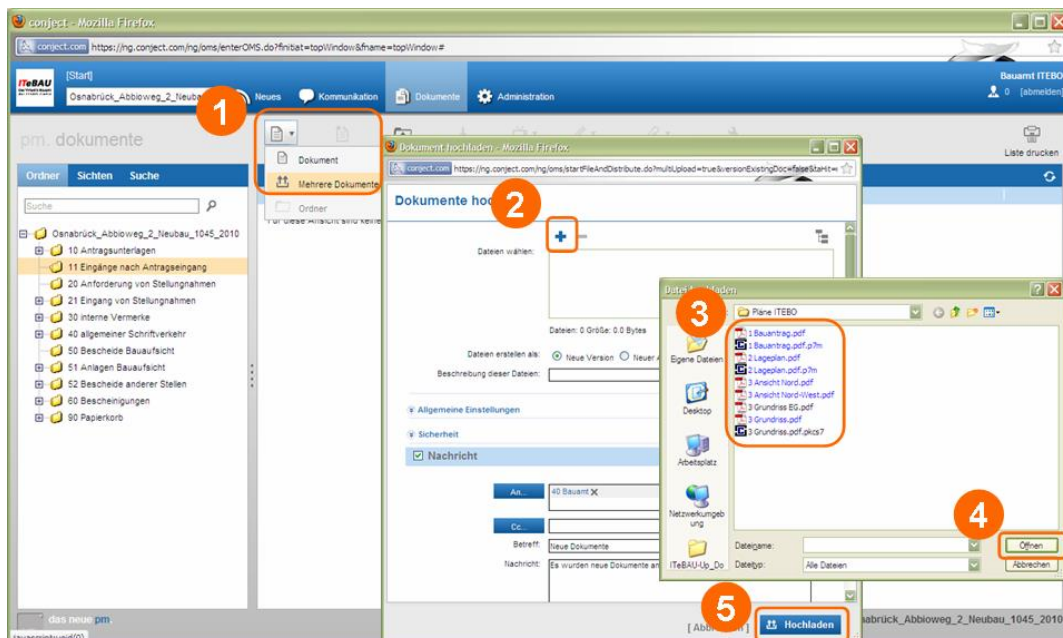 conject - Mozilla Firefox
conject.com https://ng.conject.com/ng/oms/enterOMS.do?finitiat=topWindow&fname=topWindow#
ITeBAU
[Start]
Osnabrück_Abbioweg_2_Neubau
Neues
Kommunikation
Dokumente
Administration
Bauamt ITEBO
0 [abmelden]
1
pm. dokumente
Dokument
Mehrere Dokumente
Ordner
Liste drucken
Ordner Sichten Suche
Suche
Für diese Ansicht sind keine
Osnabrück_Abbioweg_2_Neubau_1045_2010
10 Antragsunterlagen
11 Eingänge nach Antragseingang
20 Anforderung von Stellungnahmen
21 Eingang von Stellungnahmen
30 interne Vermerke
40 allgemeiner Schriftverkehr
50 Bescheide Bauaufsicht
51 Anlagen Bauaufsicht
52 Bescheide anderer Stellen
60 Bescheinigungen
90 Papierkorb
Dokument hochladen - Mozilla Firefox
conject.com https://ng.conject.com/ng/oms/startFileAndDistribute.do?multiUpload=true&versionExistingDoc=false&taHit=
Dokumente
2
Dateien wählen:
Dateien: 0 Größe: 0.0 Bytes
Dateien erstellen als: Neue Version Neuer
Beschreibung dieser Dateien:
Allgemeine Einstellungen
Sicherheit
Nachricht
An... 40 Bauamt
Cc...
Betreff: Neue Dokumente
Nachricht: Es wurden neue Dokumente
5
Hochladen
3
Pläne ITEBO
Eigene Dateien
Desktop
Arbeitsplatz
Netzwerkumgeb
ung
ITeBAU-Up_Do
1 Bauantrag.pdf
1 Bauantrag.pdf.p7m
2 Lageplan.pdf
2 Lageplan.pdf.p7m
3 Ansicht Nord.pdf
3 Ansicht Nord-West.pdf
3 Grundriss EG.pdf
3 Grundriss.pdf
3 Grundriss.pdf.pkcs7
4
Dateiname:
Öffnen
Dateityp: Alle Dateien
Abbrechen
das neue pm.
abrück_Abbioweg_2_Neubau_1045_2010